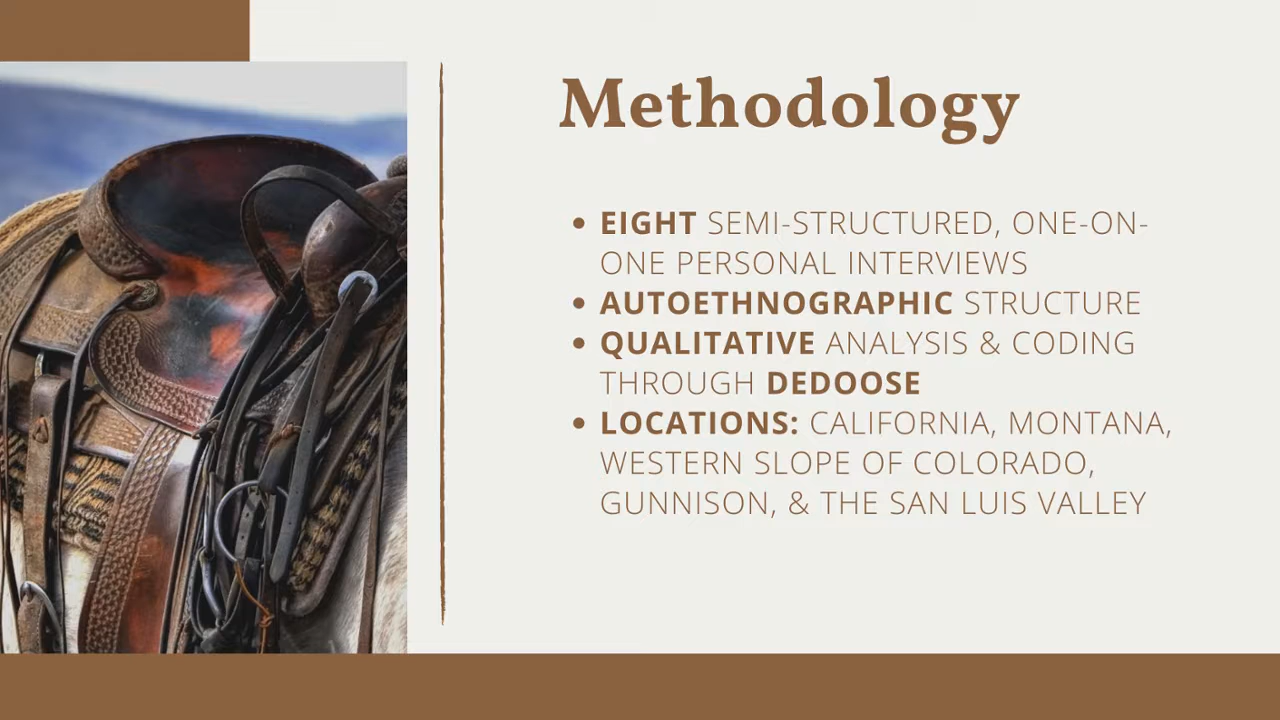 Methodology
• EIGHT SEMI-STRUCTURED, ONE-ON-
ONE PERSONAL INTERVIEWS
• AUTOETHNOGRAPHIC STRUCTURE
• QUALITATIVE ANALYSIS & CODING
THROUGH DEDOOSE
• LOCATIONS: CALIFORNIA, MONTANA,
WESTERN SLOPE OF COLORADO,
GUNNISON, & THE SAN LUIS VALLEY